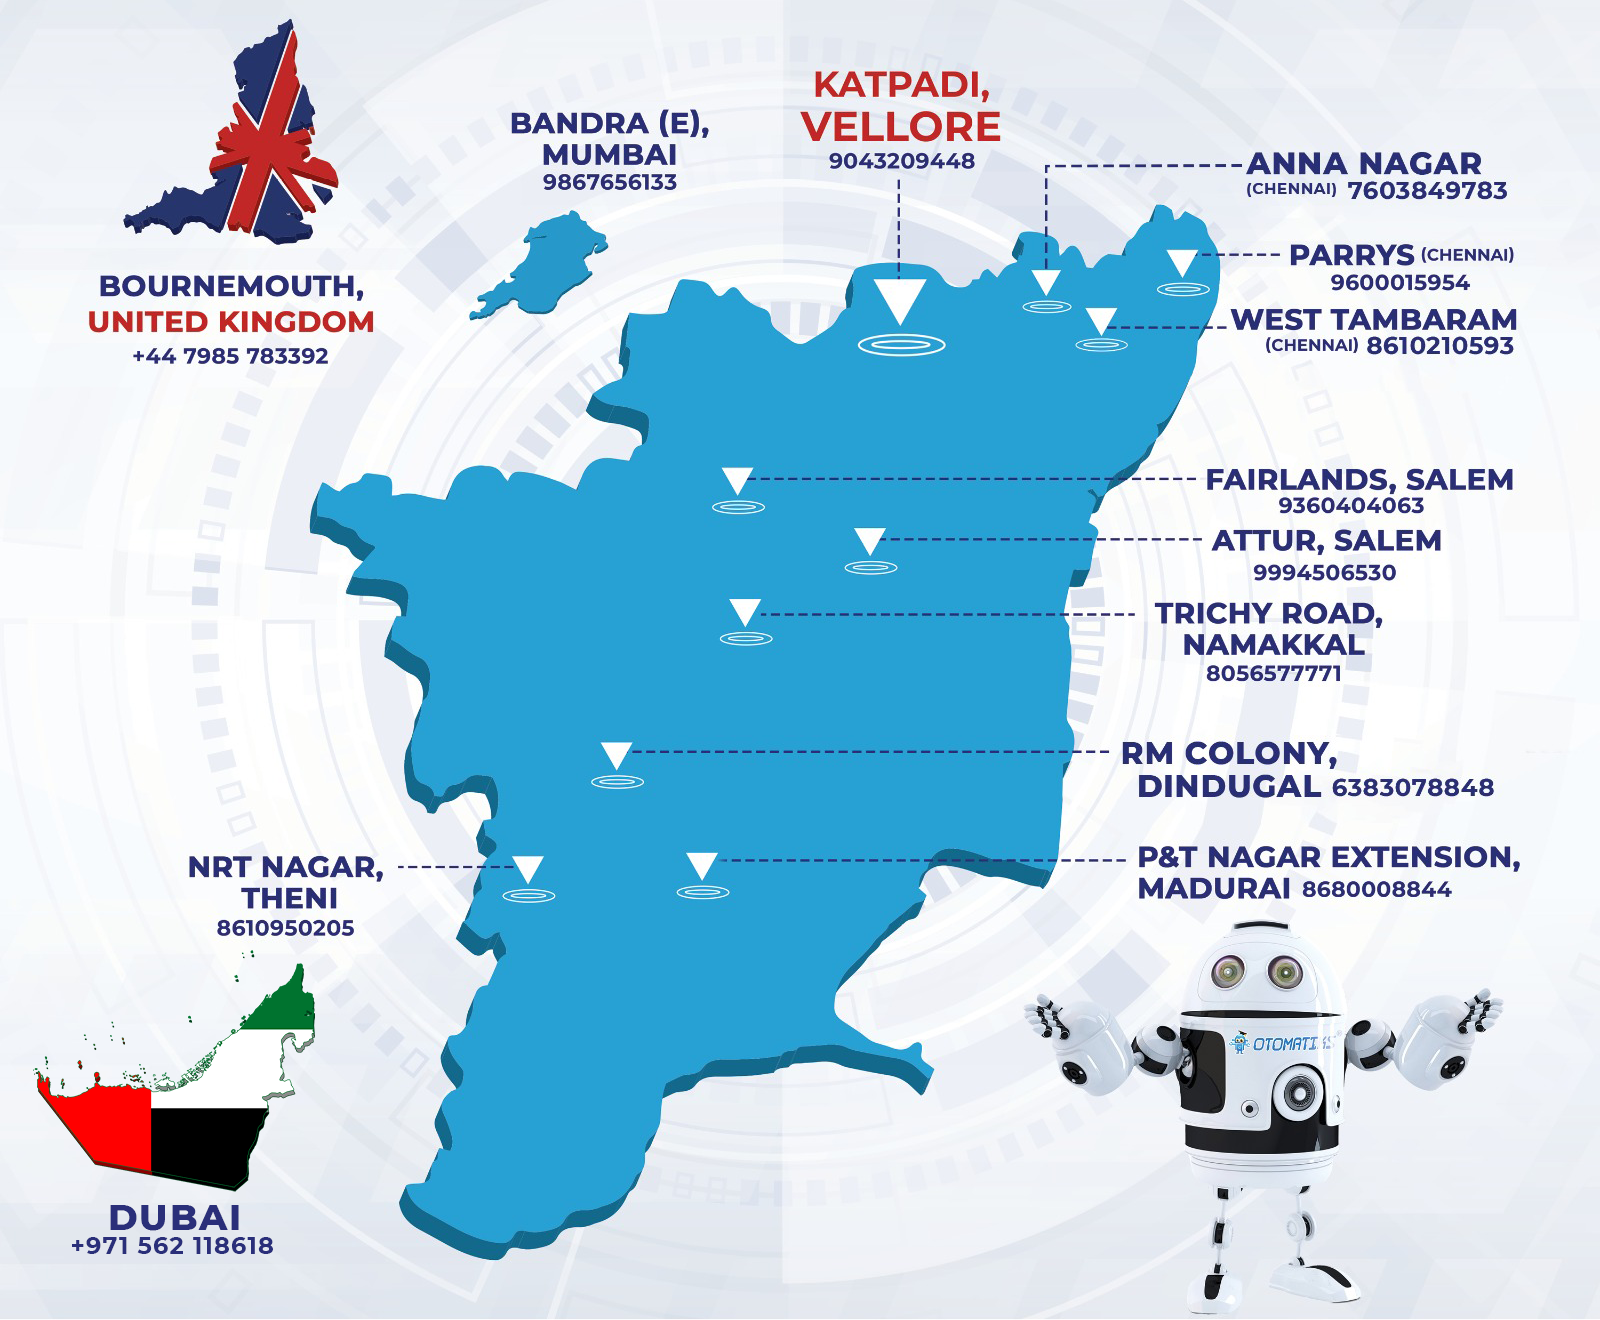 BOURNEMOUTH,
UNITED KINGDOM
+44 7985 783392
BANDRA (E),
MUMBAI
9867656133
KATPADI,
VELLORE
9043209448
ANNA NAGAR
(CHENNAI) 7603849783
PARRYS (CHENNAI)
9600015954
WEST TAMBARAM
(CHENNAI) 8610210593
FAIRLANDS, SALEM
9360404063
ATTUR, SALEM
9994506530
TRICHY ROAD,
NAMAKKAL
8056577771
RM COLONY,
DINDUGAL 6383078848
NRT NAGAR,
THENI
8610950205
P&T NAGAR EXTENSION,
MADURAI 8680008844
DUBAI
+971 562 118618